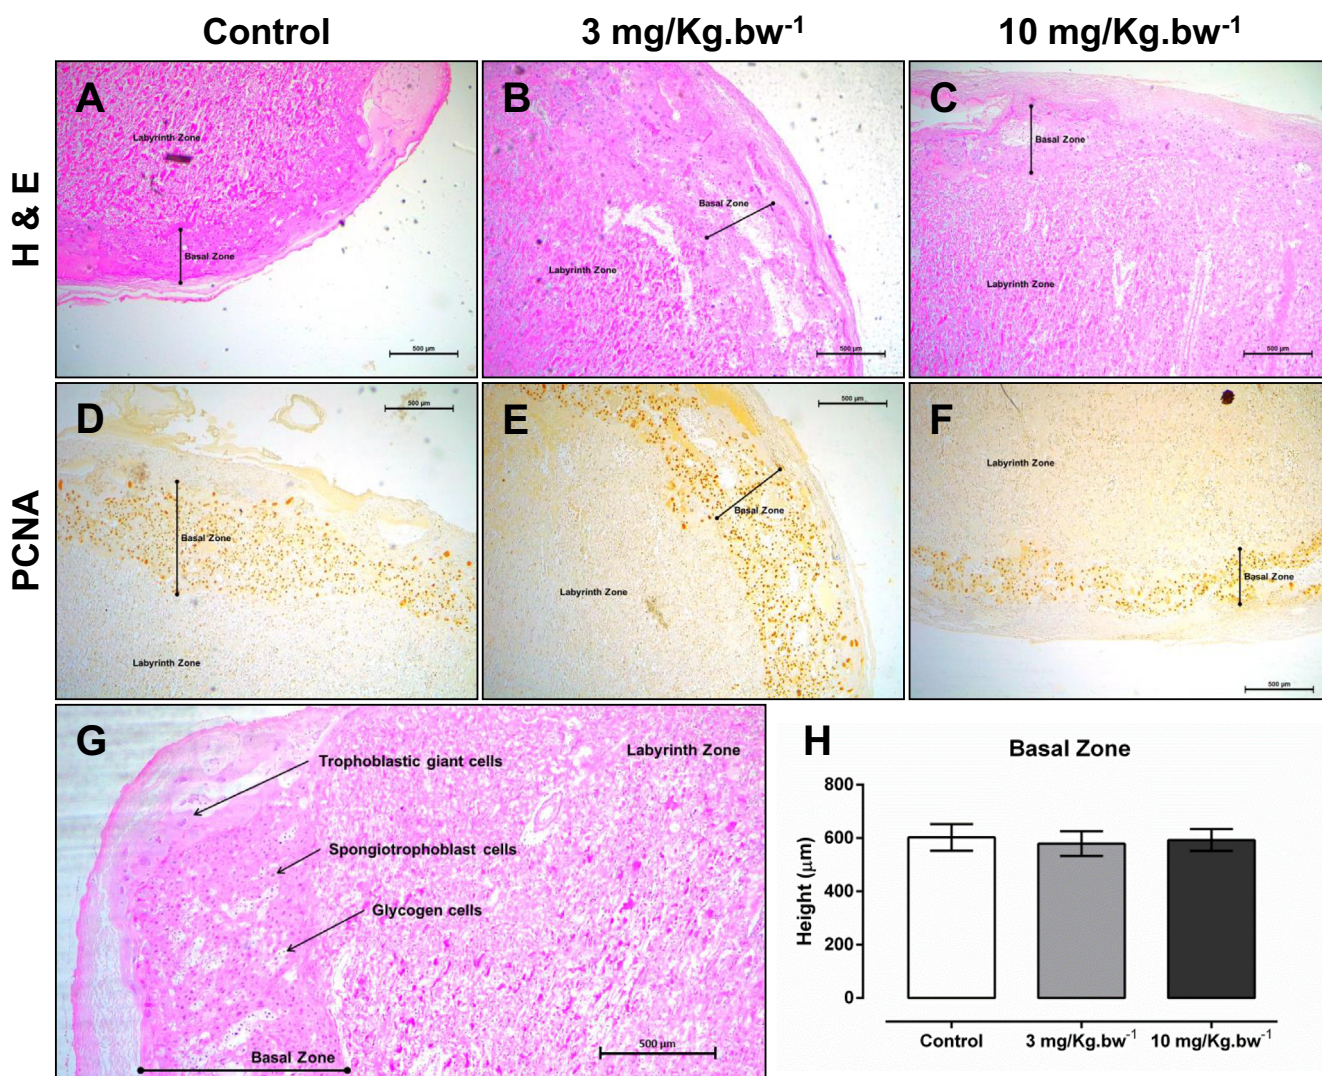 Control
3 mg/Kg.bw⁻¹
10 mg/Kg.bw⁻¹
H & E
A
Labyrinth Zone
Basal Zone
500 µm
B
Basal Zone
Labyrinth Zone
500 µm
C
Basal Zone
Labyrinth Zone
500 µm
PCNA
D
500 µm
Basal Zone
Labyrinth Zone
E
500 µm
Basal Zone
Labyrinth Zone
F
Labyrinth Zone
Basal Zone
500 µm
G
Labyrinth Zone
Trophoblastic giant cells
Spongiotrophoblast cells
Glycogen cells
500 µm
Basal Zone
H
Basal Zone
Height (µm)
800
600
400
200
0
Control
3 mg/Kg.bw⁻¹
10 mg/Kg.bw⁻¹